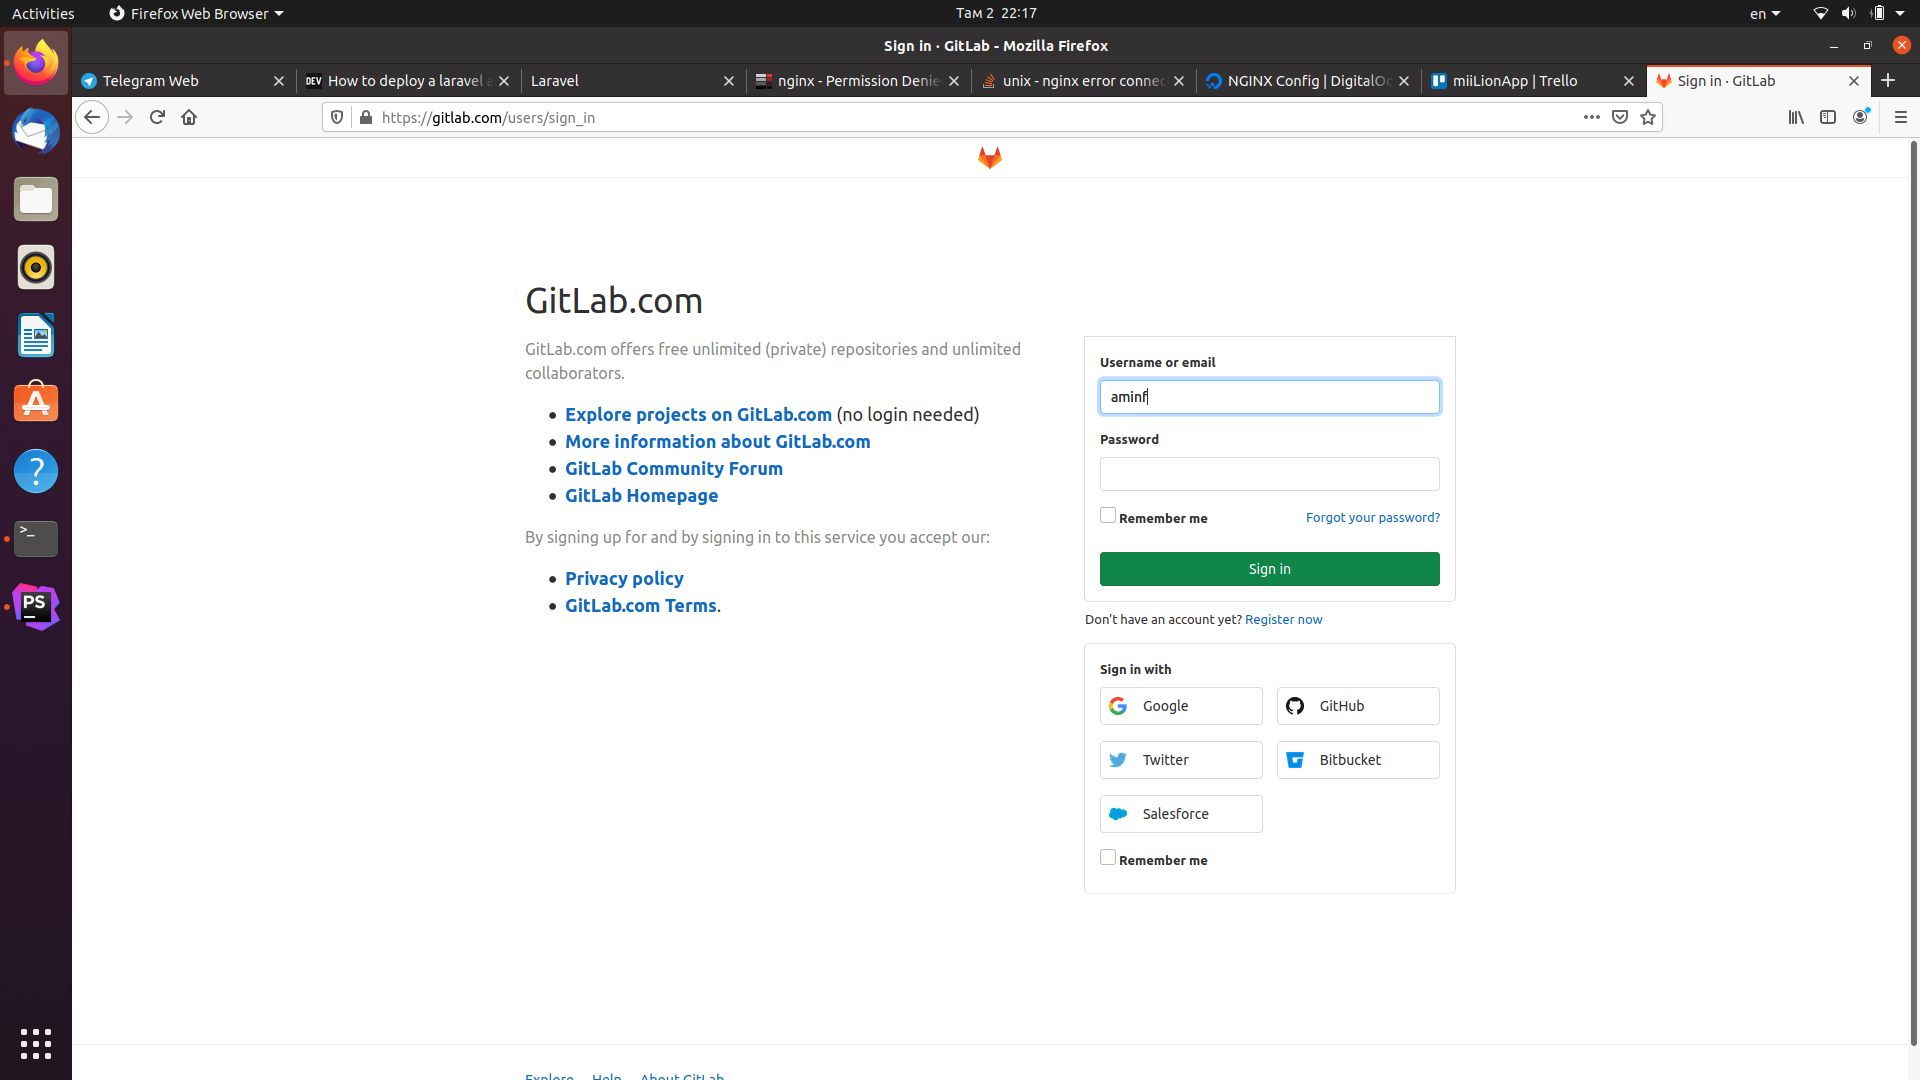 Activities
Firefox Web Browser
Там 2 22:17
en
Sign in · GitLab - Mozilla Firefox
Telegram Web
DEV How to deploy a laravel
Laravel
nginx - Permission Denie
unix - nginx error connec
NGINX Config | DigitalOc
miiLionApp | Trello
Sign in · GitLab
https://gitlab.com/users/sign_in
GitLab.com
GitLab.com offers free unlimited (private) repositories and unlimited
collaborators.
Explore projects on GitLab.com (no login needed)
More information about GitLab.com
GitLab Community Forum
GitLab Homepage
By signing up for and by signing in to this service you accept our:
Privacy policy
GitLab.com Terms.
Username or email
aminf
Password
Remember me
Forgot your password?
Sign in
Don't have an account yet? Register now
Sign in with
Google
GitHub
Twitter
Bitbucket
Salesforce
Remember me
PS
Explore Help About GitLab